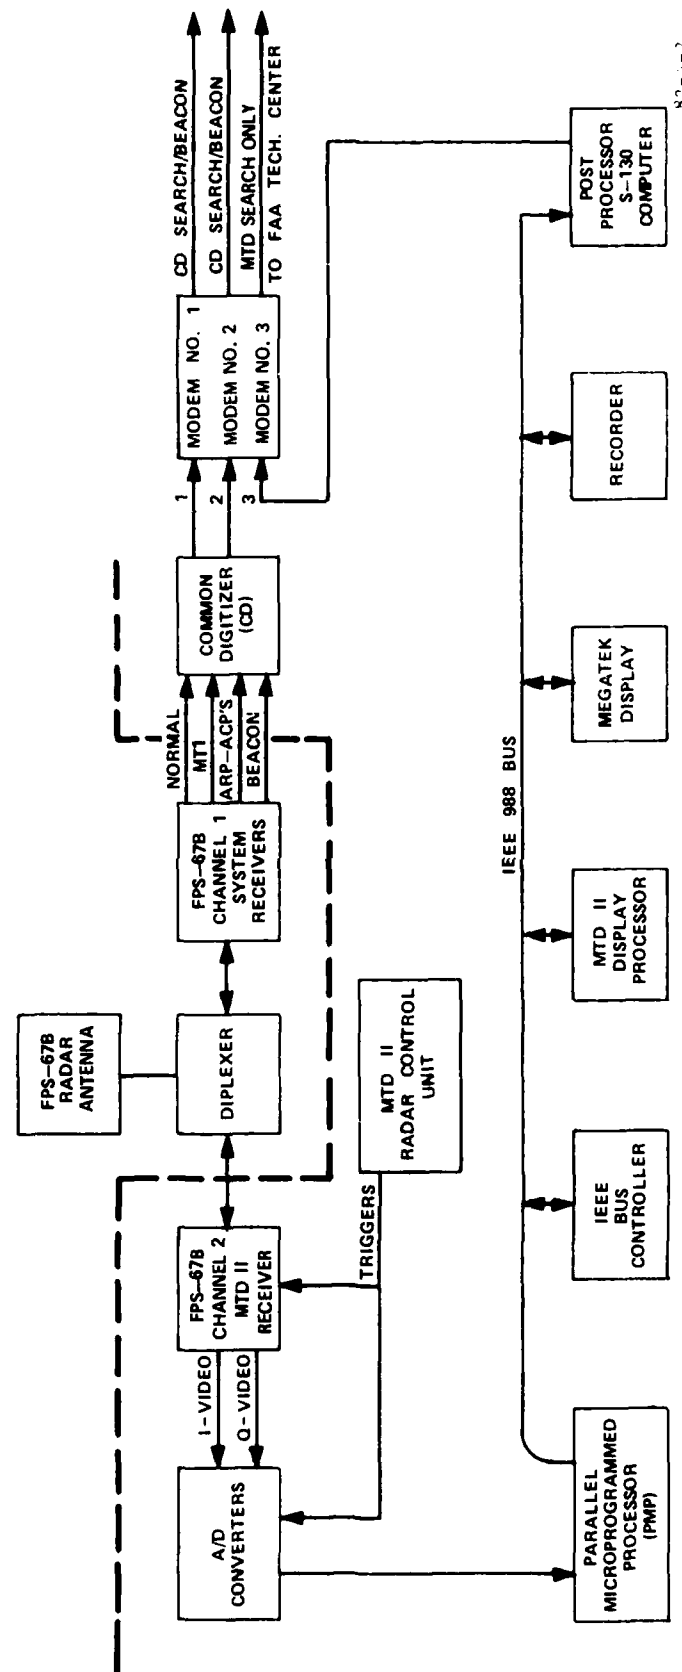 FPS-67B
RADAR
ANTENNA
A/D
CONVERTERS
I-VIDEO
Q-VIDEO
FPS-67B
CHANNEL 2
MTD II
RECEIVER
DIPLEXER
FPS-67B
CHANNEL 1
SYSTEM
RECEIVERS
NORMAL
MT1
ARP-ACP'S
BEACON
COMMON
DIGITIZER
(CD)
1
2
3
MODEM NO. 1
MODEM NO. 2
MODEM NO. 3
CD SEARCH/BEACON
CD SEARCH/BEACON
MTD SEARCH ONLY
TO FAA TECH. CENTER
TRIGGERS
MTD II
RADAR CONTROL
UNIT
IEEE 988 BUS
PARALLEL
MICROPROGRAMMED
PROCESSOR
(PMP)
IEEE
BUS
CONTROLLER
MTD II
DISPLAY
PROCESSOR
MEGATEK
DISPLAY
RECORDER
POST
PROCESSOR
S-130
COMPUTER